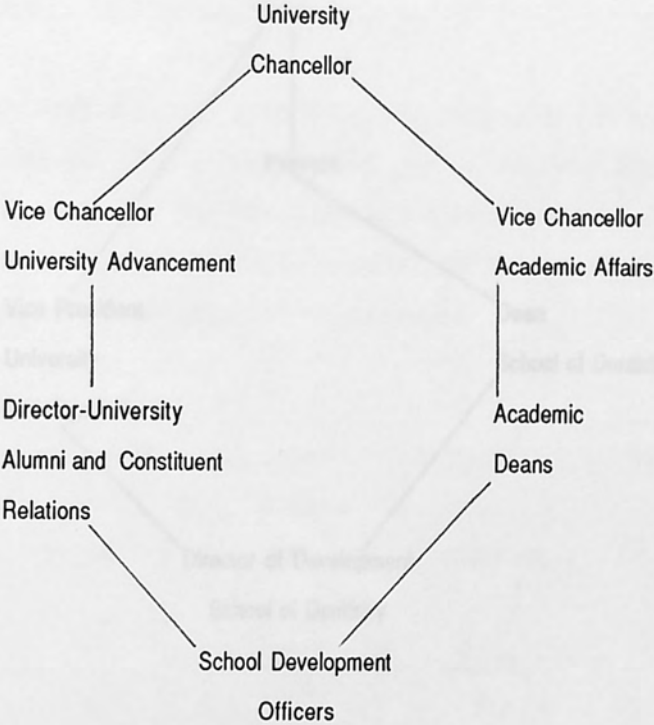 University
Chancellor
Vice Chancellor
University Advancement
Vice Chancellor
Academic Affairs
Director-University
Alumni and Constituent
Relations
Academic
Deans
School Development
Officers